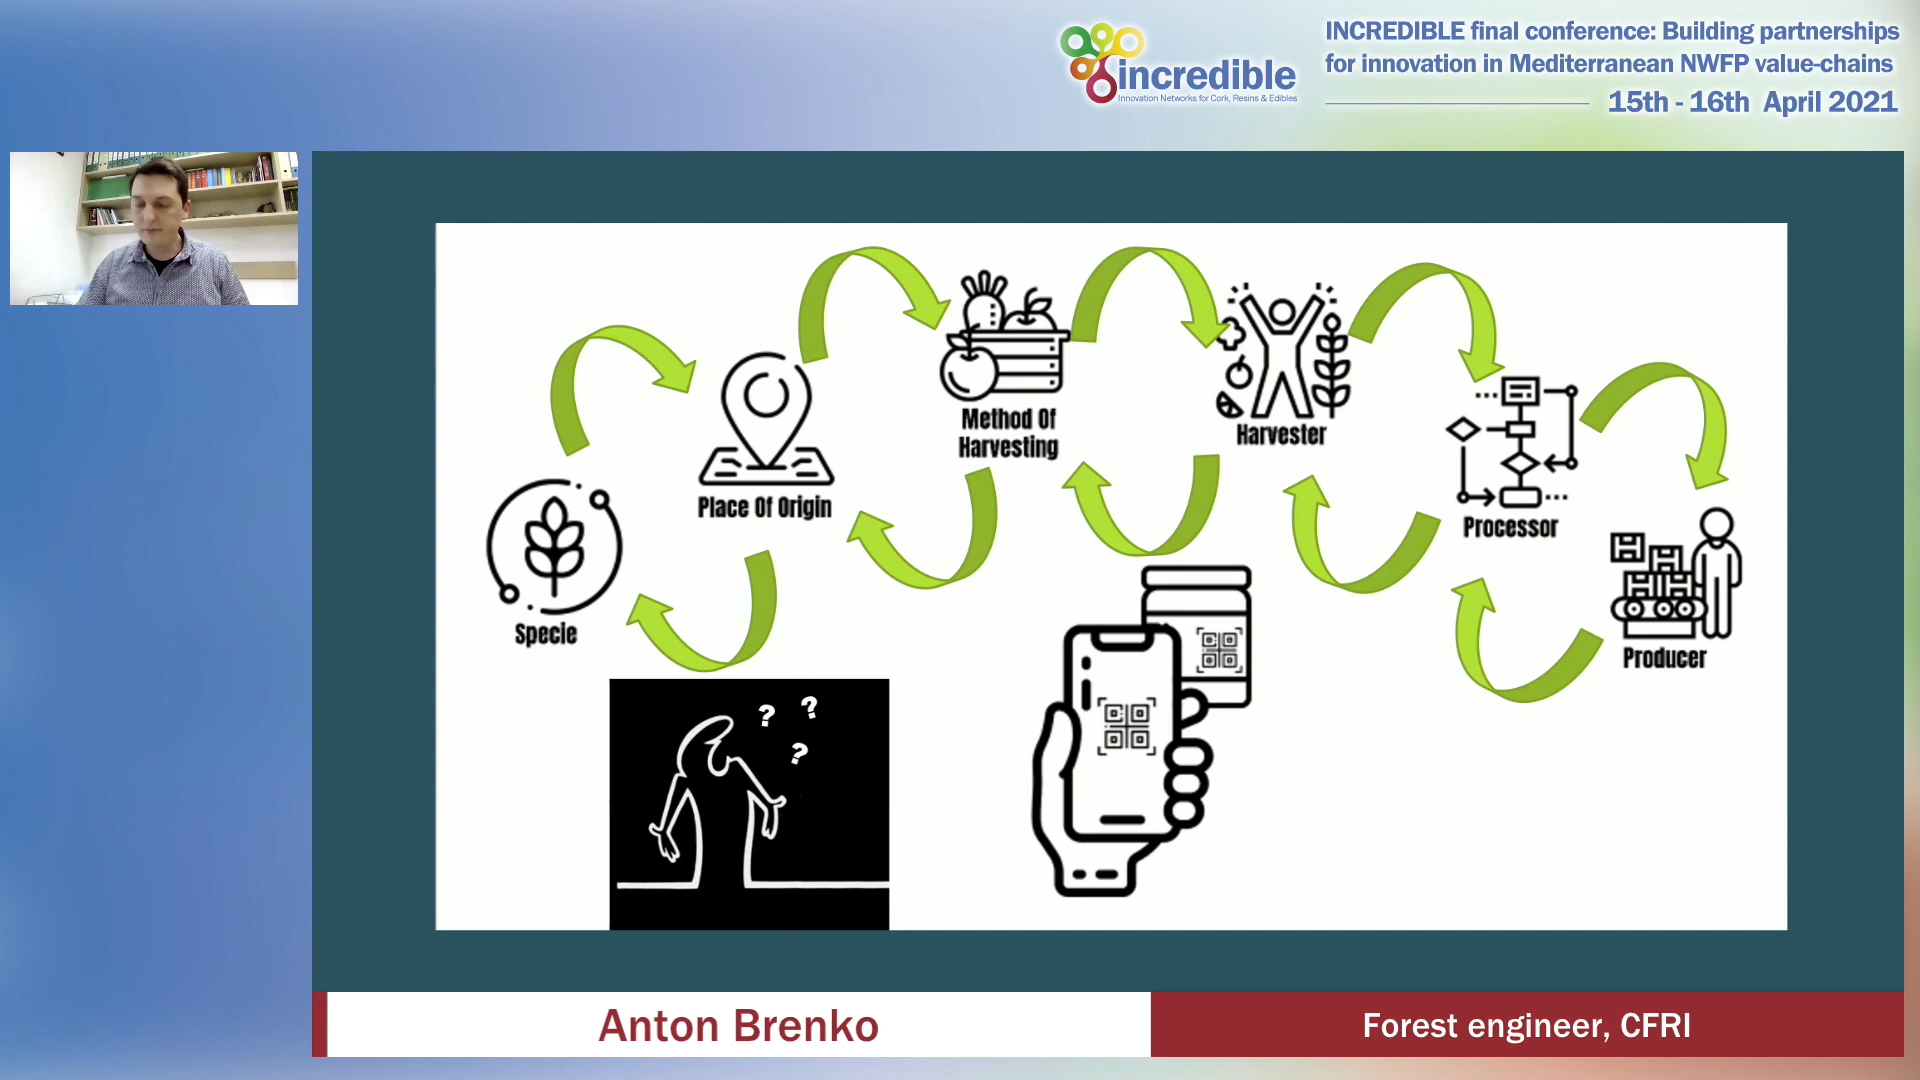 incredible
Innovation Networks for Cork, Resins & Edibles
INCREDIBLE final conference: Building partnerships
for innovation in Mediterranean NWFP value-chains
15th - 16th April 2021
Specie
Place Of Origin
Method Of
Harvesting
Harvester
Processor
Producer
? ?
?
Anton Brenko
Forest engineer, CFRI